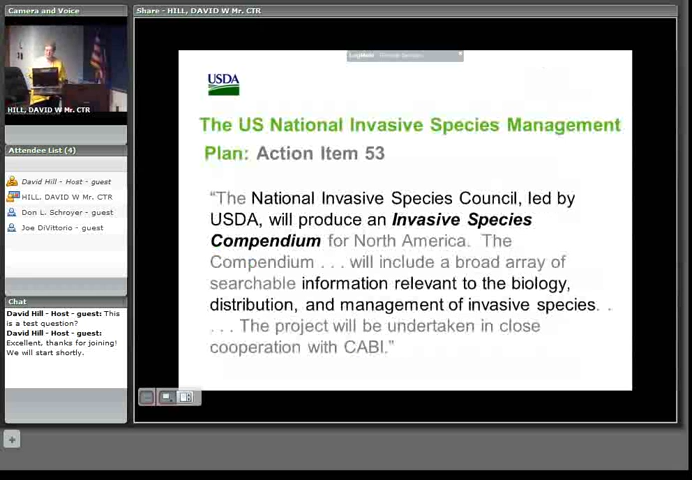 Camera and Voice
HILL, DAVID W Mr. CTR
Attendee List (4)
David Hill - Host - guest
HILL, DAVID W Mr. CTR
Don L. Schroyer - guest
Joe DiVittorio - guest
Chat
David Hill - Host - guest: This
is a test question?
David Hill - Host - guest:
Excellent, thanks for joining!
We will start shortly.
Share - HILL, DAVID W Mr. CTR
USDA
The US National Invasive Species Management
Plan: Action Item 53
“The National Invasive Species Council, led by
USDA, will produce an Invasive Species
Compendium for North America. The
Compendium . . . will include a broad array of
searchable information relevant to the biology,
distribution, and management of invasive species. .
. . . The project will be undertaken in close
cooperation with CABI.”